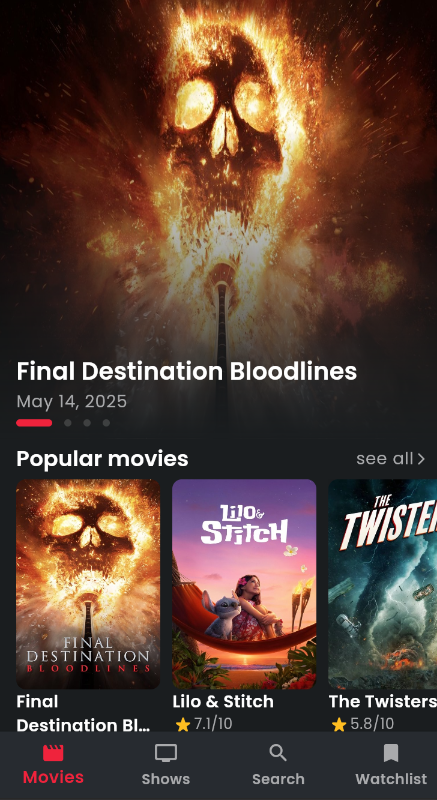 Final Destination Bloodlines
May 14, 2025
Popular movies
see all
FINAL
DESTINATION
BLOODLINES
Lilo &
Stitch
THE
TWISTE
Final
Destination Bl...
Lilo & Stitch
7.1/10
The Twisters
5.8/10
Movies
Shows
Search
Watchlist